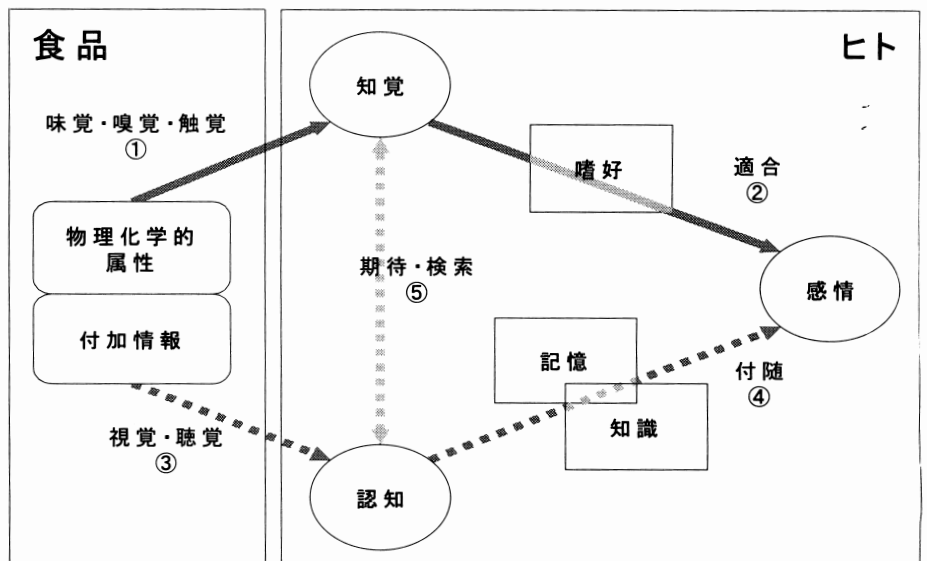 食品
ヒト
知覚
味覚・嗅覚・触覚
①
嗜好
適合
②
物理化学的
属性
期待・検索
⑤
感情
付加情報
記憶
付随
④
知識
視覚・聴覚
③
認知